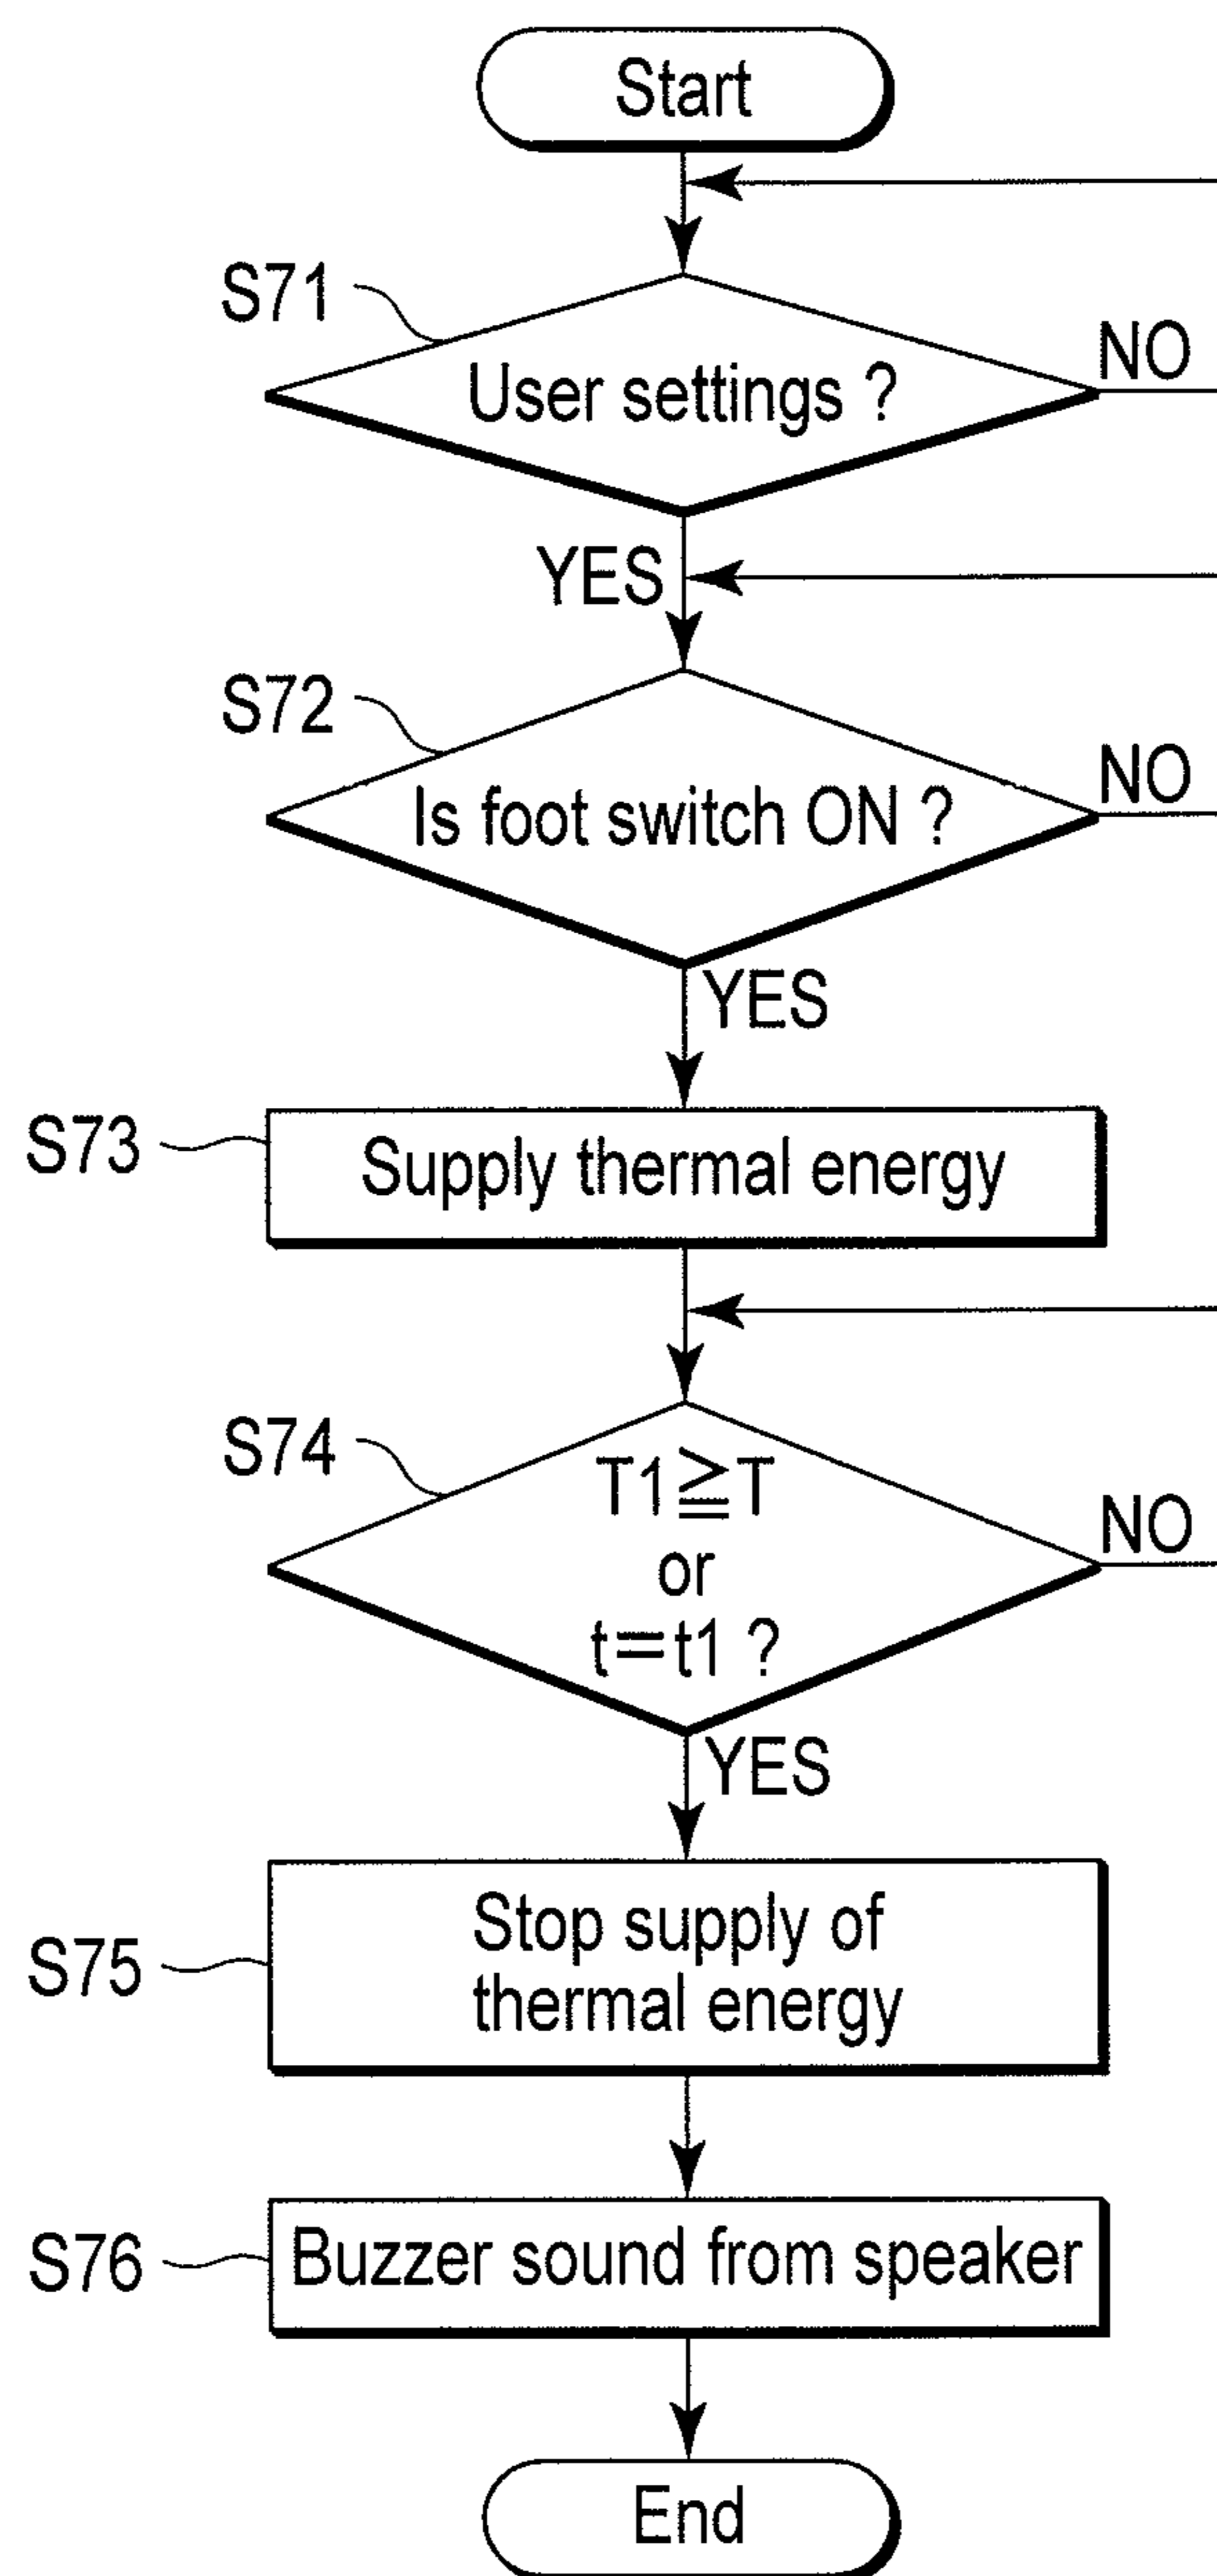 Start
S71
User settings ?
NO
YES
S72
Is foot switch ON ?
NO
YES
S73
Supply thermal energy
S74
T1≧T
or
t=t1 ?
NO
YES
S75
Stop supply of
thermal energy
S76
Buzzer sound from speaker
End